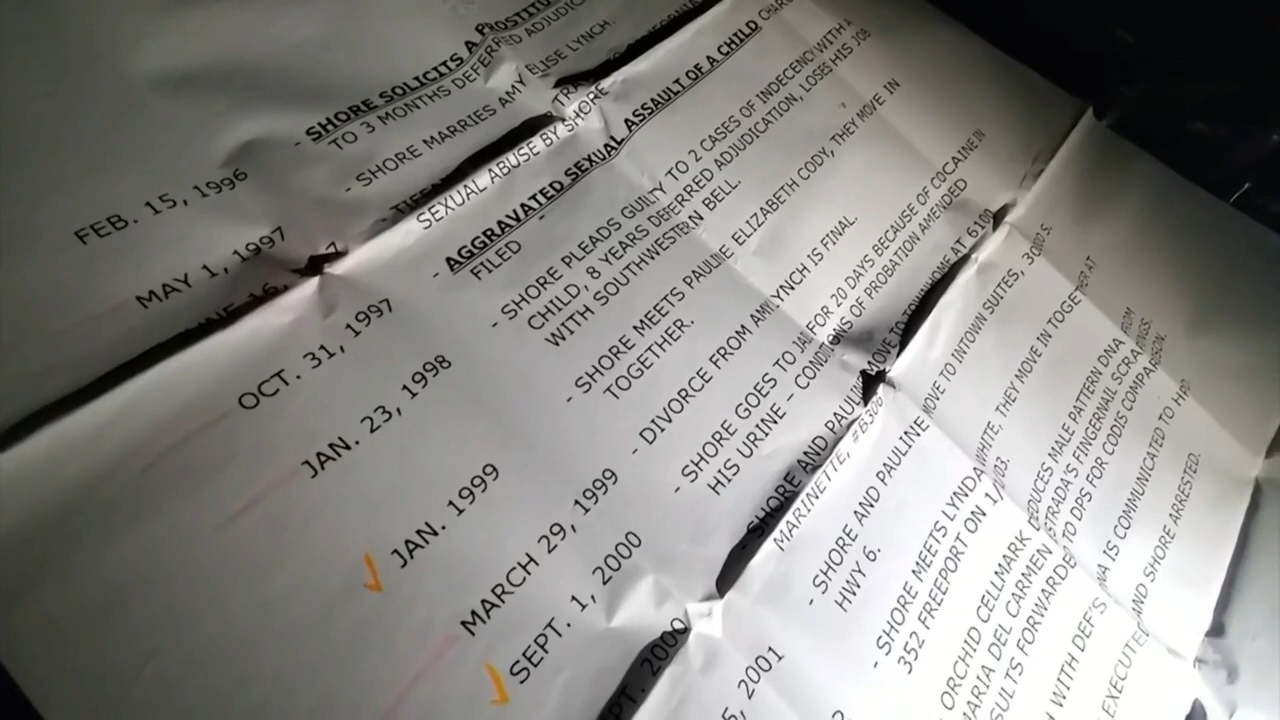 FEB. 15, 1996 - SHORE SOLICITS A PROSTITU
TO 3 MONTHS DEFERRED ADJUDIC
MAY 1, 1997 - SHORE MARRIES AMY ELISE LYNCH.
SEXUAL ABUSE BY SHORE
OCT. 31, 1997 - AGGRAVATED SEXUAL ASSAULT OF A CHILD
FILED
JAN. 23, 1998 - SHORE PLEADS GUILTY TO 2 CASES OF INDECENCY WITH A
CHILD, 8 YEARS DEFERRED ADJUDICATION, LOSES HIS JOB
WITH SOUTHWESTERN BELL.
JAN. 1999 - SHORE MEETS PAULINE ELIZABETH CODY, THEY MOVE IN
TOGETHER.
MARCH 29, 1999 - DIVORCE FROM AMY LYNCH IS FINAL.
SEPT. 1, 2000 - SHORE GOES TO JAIL FOR 20 DAYS BECAUSE OF COCAINE IN
HIS URINE – CONDITIONS OF PROBATION AMENDED
PT. 2000 - SHORE AND PAULINE MOVE TO TOWNHOME AT 6100
MARINETTE, #6306
5, 2001 - SHORE AND PAULINE MOVE TO INTOWN SUITES, 3000 S.
HWY 6.
- SHORE MEETS LYNDA WHITE, THEY MOVE IN TOGETHER AT
352 FREEPORT ON 1/
ORCHID CELLMARK DEDUCES MALE PATTERN DNA FROM
MARIA DEL CARMEN ESTRADA'S FINGERNAIL SCRAPINGS.
SULTS FORWARDED TO DPS FOR CODIS COMPARISON.
H WITH DEF'S DNA IS COMMUNICATED TO HPD.
EXECUTED AND SHORE ARRESTED.